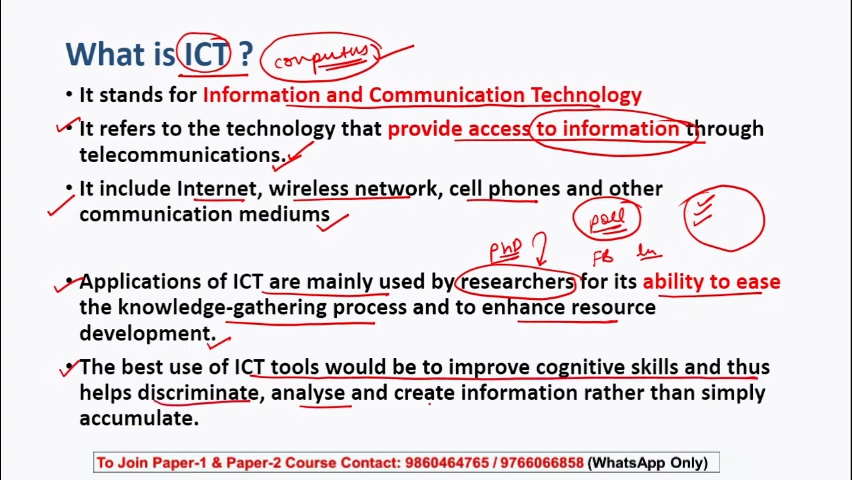 What is ICT ? computers
• It stands for Information and Communication Technology
• It refers to the technology that provide access to information through
telecommunications.
• It include Internet, wireless network, cell phones and other
communication mediums
poll
PhD
FB In
• Applications of ICT are mainly used by researchers for its ability to ease
the knowledge-gathering process and to enhance resource
development.
• The best use of ICT tools would be to improve cognitive skills and thus
helps discriminate, analyse and create information rather than simply
accumulate.
To Join Paper-1 & Paper-2 Course Contact: 9860464765 / 9766066858 (WhatsApp Only)